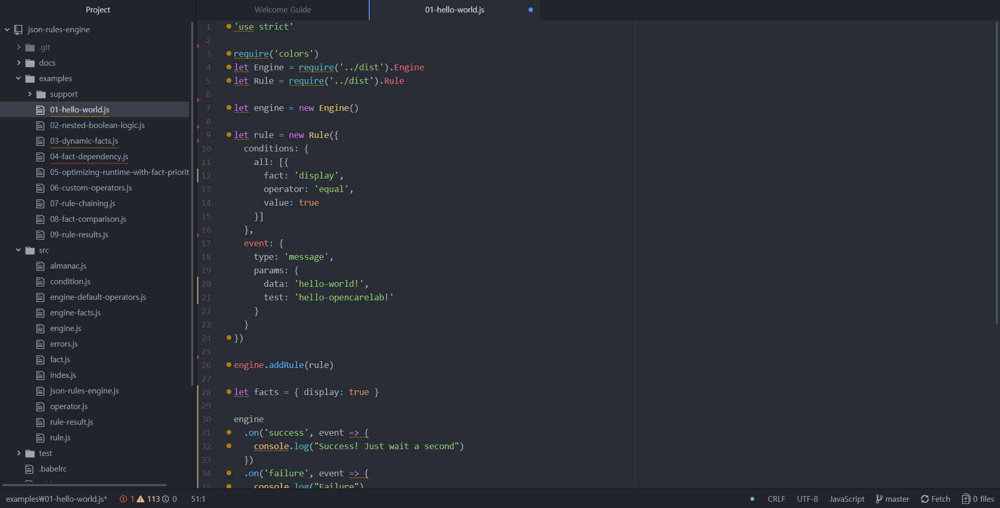 Project
json-rules-engine
.git
docs
examples
support
01-hello-world.js
02-nested-boolean-logic.js
03-dynamic-facts.js
04-fact-dependency.js
05-optimizing-runtime-with-fact-priorit
06-custom-operators.js
07-rule-chaining.js
08-fact-comparison.js
09-rule-results.js
src
almanac.js
condition.js
engine-default-operators.js
engine-facts.js
engine.js
errors.js
fact.js
index.js
json-rules-engine.js
operator.js
rule-result.js
rule.js
test
.babelrc
Welcome Guide
01-hello-world.js
1 'use strict'
2
3 require('colors')
4 let Engine = require('../dist').Engine
5 let Rule = require('../dist').Rule
6
7 let engine = new Engine()
8
9 let rule = new Rule({
10   conditions: {
11     all: [{
12       fact: 'display',
13       operator: 'equal',
14       value: true
15     }]
16   },
17   event: {
18     type: 'message',
19     params: {
20       data: 'hello-world!',
21       test: 'hello-opencarelab!'
22     }
23   }
24 })
25
26 engine.addRule(rule)
27
28 let facts = { display: true }
29
30 engine
31   .on('success', event => {
32     console.log("Success! Just wait a second")
33   })
34   .on('failure', event => {
35     console.log("Failure")
examples₩01-hello-world.js* 1 113 0 51:1 CRLF UTF-8 JavaScript master Fetch 0 files